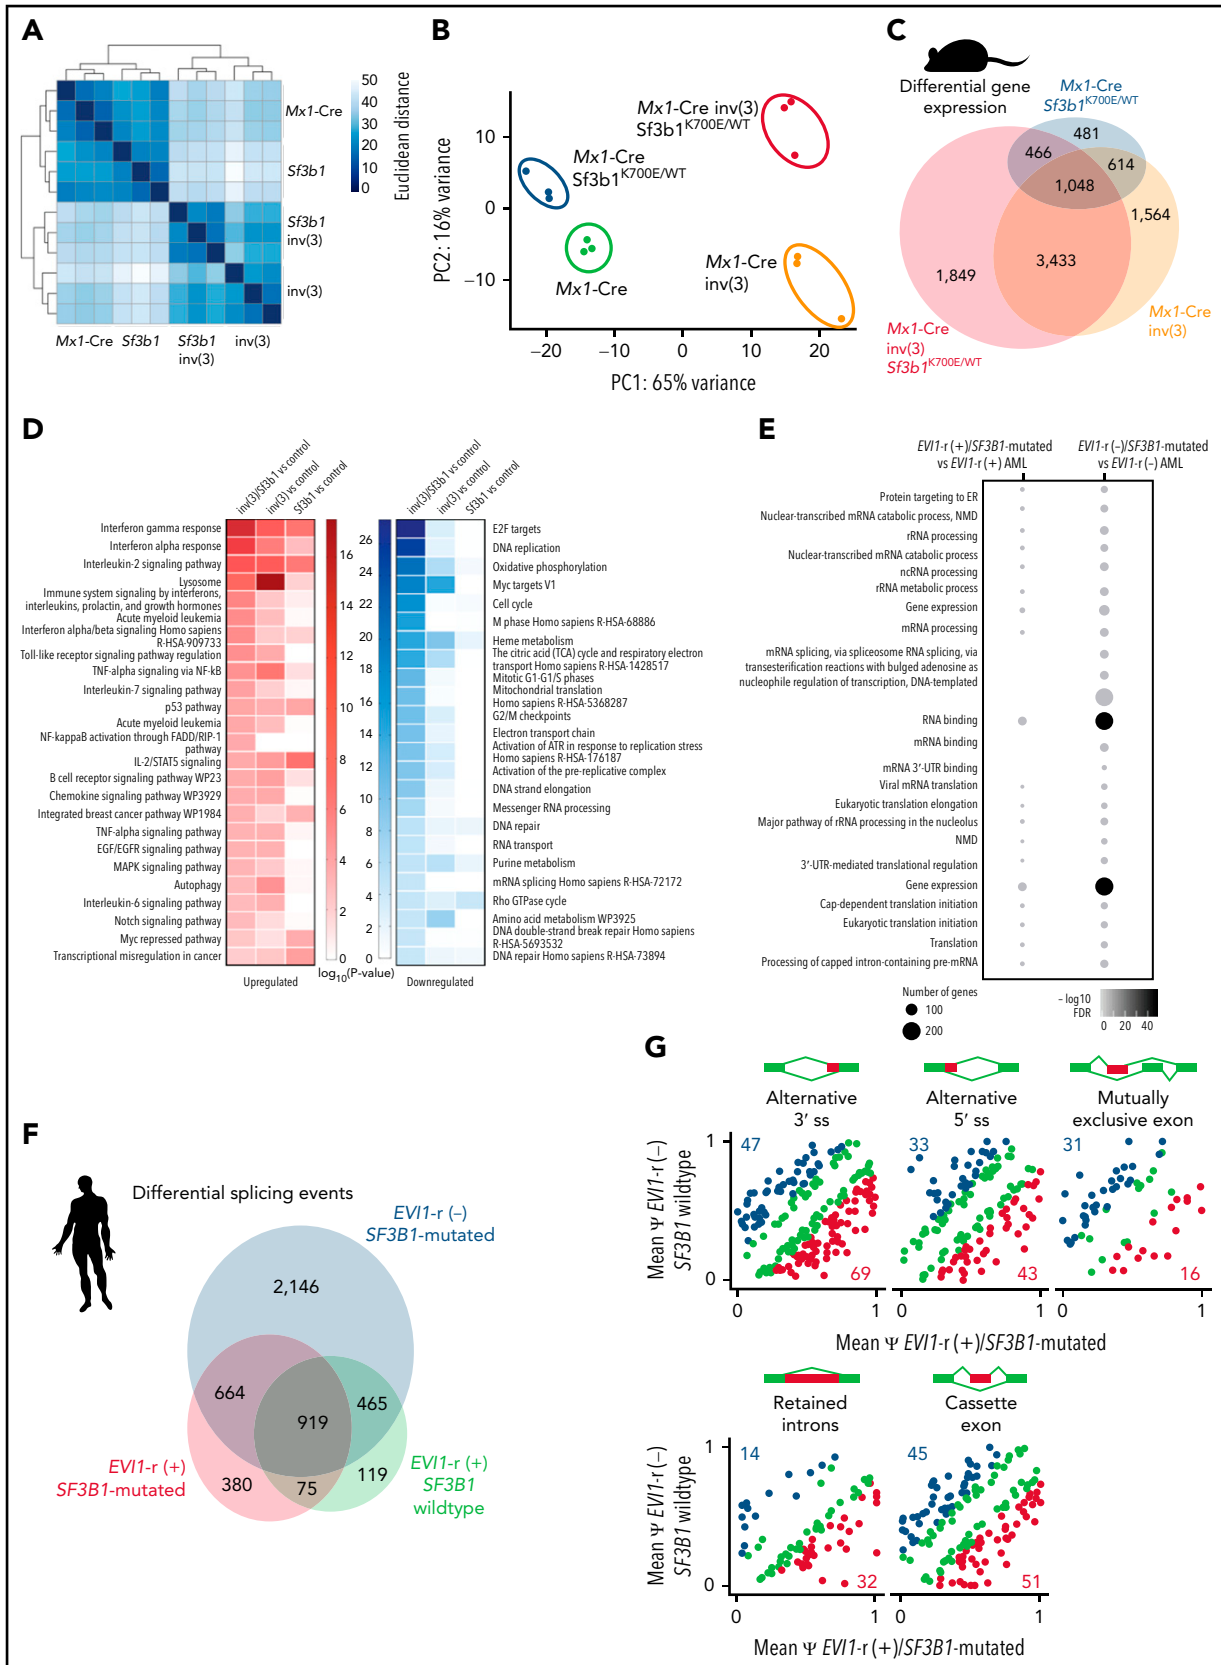 A
50
40
30
20
10
0
Euclidean distance
Mx1-Cre
Sf3b1
Sf3b1
inv(3)
inv(3)
Mx1-Cre
Sf3b1
Sf3b1
inv(3)
inv(3)
B
PC2: 16% variance
10
0
−10
Mx1-Cre inv(3)
Sf3b1K700E/WT
Mx1-Cre
Sf3b1K700E/WT
Mx1-Cre
Mx1-Cre
inv(3)
−20
−10
0
10
20
PC1: 65% variance
C
Differential gene
expression
Mx1-Cre
Sf3b1K700E/WT
481
466
614
1,048
1,564
3,433
1,849
Mx1-Cre
inv(3)
Sf3b1K700E/WT
Mx1-Cre
inv(3)
D
inv(3)/Sf3b1 vs control
inv(3) vs control
Sf3b1 vs control
inv(3)/Sf3b1 vs control
inv(3) vs control
Sf3b1 vs control
Interferon gamma response
Interferon alpha response
Interleukin-2 signaling pathway
Lysosome
Immune system signaling by interferons,
interleukins, prolactin, and growth hormones
Acute myeloid leukemia
Interferon alpha/beta signaling Homo sapiens
R-HSA-909733
Toll-like receptor signaling pathway regulation
TNF-alpha signaling via NF-kB
Interleukin-7 signaling pathway
p53 pathway
Acute myeloid leukemia
NF-kappaB activation through FADD/RIP-1
pathway
IL-2/STAT5 signaling
B cell receptor signaling pathway WP23
Chemokine signaling pathway WP3929
Integrated breast cancer pathway WP1984
TNF-alpha signaling pathway
EGF/EGFR signaling pathway
MAPK signaling pathway
Autophagy
Interleukin-6 signaling pathway
Notch signaling pathway
Myc repressed pathway
Transcriptional misregulation in cancer
Upregulated
16
14
12
10
8
6
4
2
0
log10(P-value)
26
24
22
20
18
16
14
12
10
8
6
4
2
0
Downregulated
E2F targets
DNA replication
Oxidative phosphorylation
Myc targets V1
Cell cycle
M phase Homo sapiens R-HSA-68886
Heme metabolism
The citric acid (TCA) cycle and respiratory electron
transport Homo sapiens R-HSA-1428517
Mitotic G1-G1/S phases
Mitochondrial translation
Homo sapiens R-HSA-5368287
G2/M checkpoints
Electron transport chain
Activation of ATR in response to replication stress
Homo sapiens R-HSA-176187
Activation of the pre-replicative complex
DNA strand elongation
Messenger RNA processing
DNA repair
RNA transport
Purine metabolism
mRNA splicing Homo sapiens R-HSA-72172
Rho GTPase cycle
Amino acid metabolism WP3925
DNA double-strand break repair Homo sapiens
R-HSA-5693532
DNA repair Homo sapiens R-HSA-73894
E
EVI1-r (+)/SF3B1-mutated
vs EVI1-r (+) AML
EVI1-r (−)/SF3B1-mutated
vs EVI1-r (−) AML
Protein targeting to ER
Nuclear-transcribed mRNA catabolic process, NMD
rRNA processing
Nuclear-transcribed mRNA catabolic process
ncRNA processing
rRNA metabolic process
Gene expression
mRNA processing
mRNA splicing, via spliceosome RNA splicing, via
transesterification reactions with bulged adenosine as
nucleophile regulation of transcription, DNA-templated
RNA binding
mRNA binding
mRNA 3′-UTR binding
Viral mRNA translation
Eukaryotic translation elongation
Major pathway of rRNA processing in the nucleolus
NMD
3′-UTR-mediated translational regulation
Gene expression
Cap-dependent translation initiation
Eukaryotic translation initiation
Translation
Processing of capped intron-containing pre-mRNA
Number of genes
100
200
− log10
FDR
0 20 40
F
Differential splicing events
EVI1-r (−)
SF3B1-mutated
2,146
664
919
465
380
75
119
EVI1-r (+)
SF3B1-mutated
EVI1-r (+)
SF3B1
wildtype
G
Alternative
3′ ss
Alternative
5′ ss
Mutually
exclusive exon
Mean Ψ EVI1-r (−)
SF3B1 wildtype
1
0
47
69
33
43
31
16
0
1
0
1
0
1
Mean Ψ EVI1-r (+)/SF3B1-mutated
Retained
introns
Cassette
exon
Mean Ψ EVI1-r (−)
SF3B1 wildtype
1
0
14
32
45
51
0
1
0
1
Mean Ψ EVI1-r (+)/SF3B1-mutated